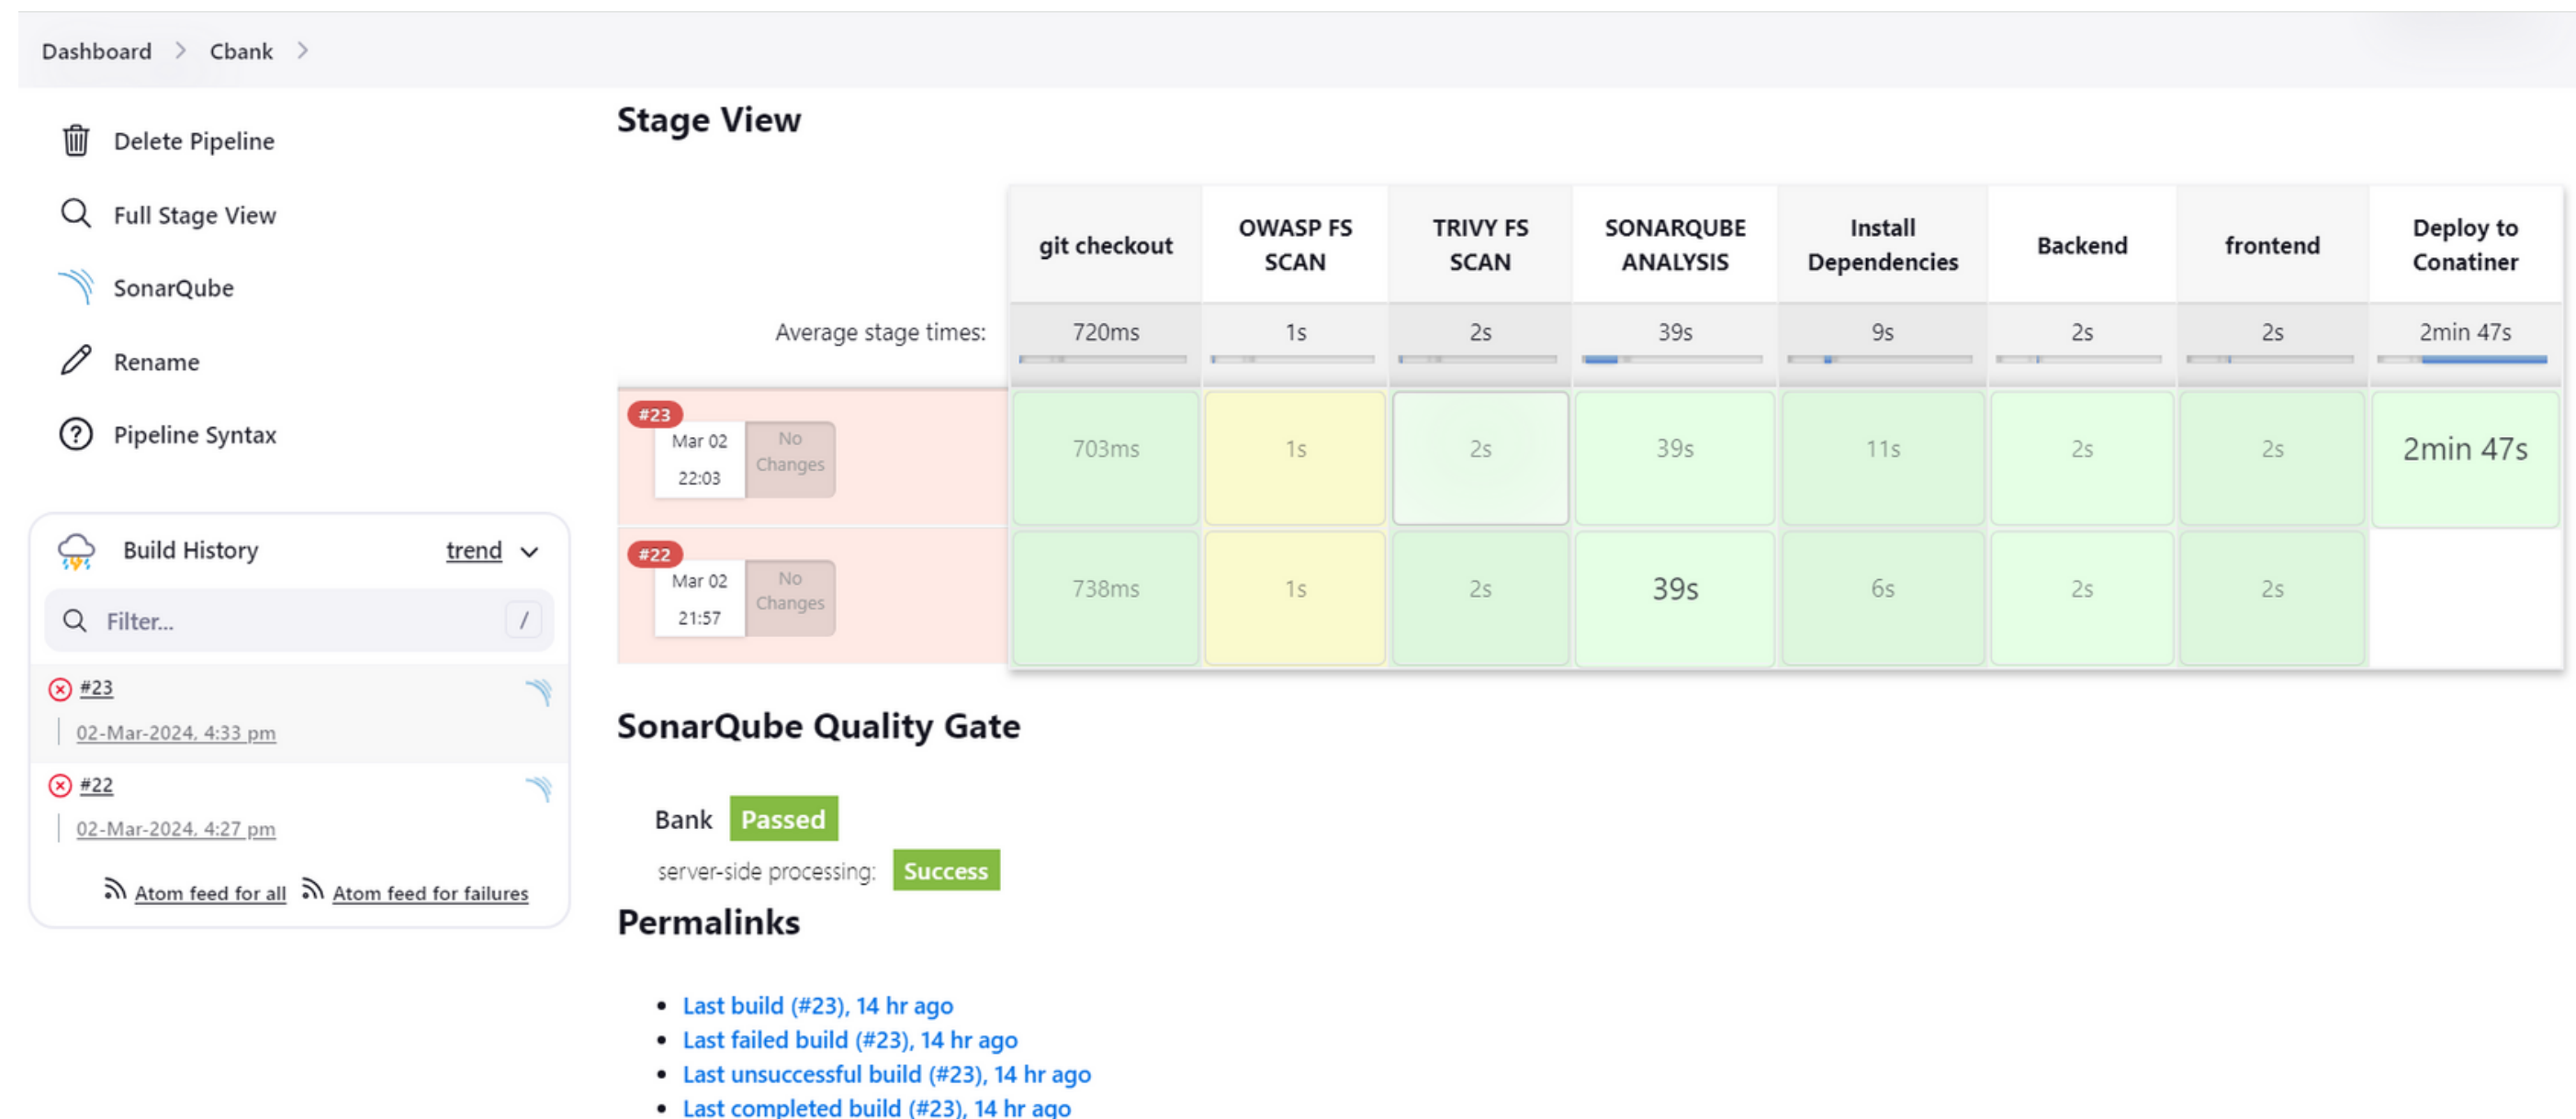 Dashboard > Cbank >
Delete Pipeline
Full Stage View
SonarQube
Rename
? Pipeline Syntax
Build History trend
Filter... /
#23
02-Mar-2024, 4:33 pm
#22
02-Mar-2024, 4:27 pm
Atom feed for all Atom feed for failures
Stage View
git checkout OWASP FS SCAN TRIVY FS SCAN SONARQUBE ANALYSIS Install Dependencies Backend frontend Deploy to Conatiner
Average stage times: 720ms 1s 2s 39s 9s 2s 2s 2min 47s
#23
Mar 02 22:03 No Changes 703ms 1s 2s 39s 11s 2s 2s 2min 47s
#22
Mar 02 21:57 No Changes 738ms 1s 2s 39s 6s 2s 2s
SonarQube Quality Gate
Bank Passed
server-side processing: Success
Permalinks
Last build (#23), 14 hr ago
Last failed build (#23), 14 hr ago
Last unsuccessful build (#23), 14 hr ago
Last completed build (#23), 14 hr ago